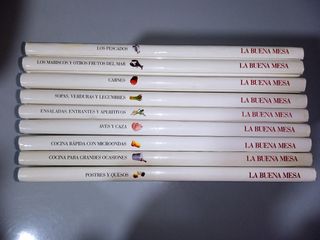 LOS PESCADOS LA BUENA MESA
LOS MARISCOS Y OTROS FRUTOS DEL MAR LA BUENA MESA
CARNES LA BUENA MESA
SOPAS, VERDURAS Y LEGUMBRES LA BUENA MESA
ENSALADAS, ENTRANTES Y APERITIVOS LA BUENA MESA
AVES Y CAZA LA BUENA MESA
COCINA RÁPIDA CON MICROONDAS LA BUENA MESA
COCINA PARA GRANDES OCASIONES LA BUENA MESA
POSTRES Y QUESOS LA BUENA MESA